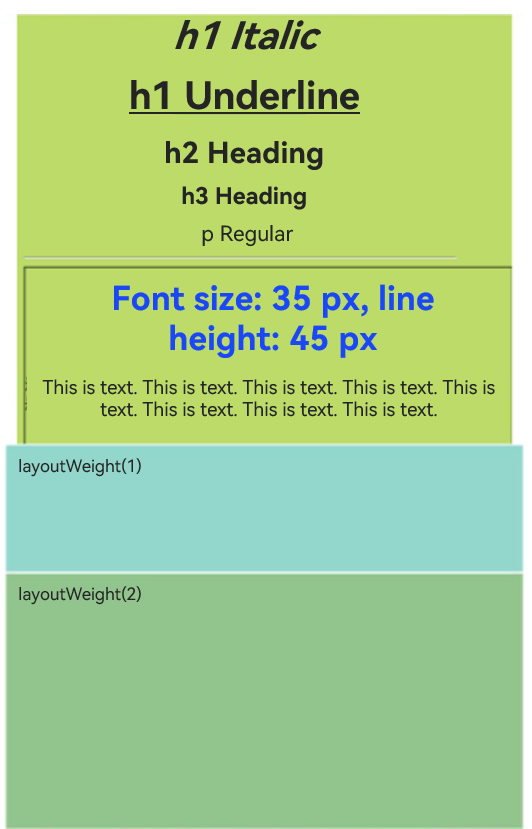 h1 Italic
h1 Underline
h2 Heading
h3 Heading
p Regular
Font size: 35 px, line
height: 45 px
This is text. This is text. This is text. This is text. This is
text. This is text. This is text. This is text.
layoutWeight(1)
layoutWeight(2)